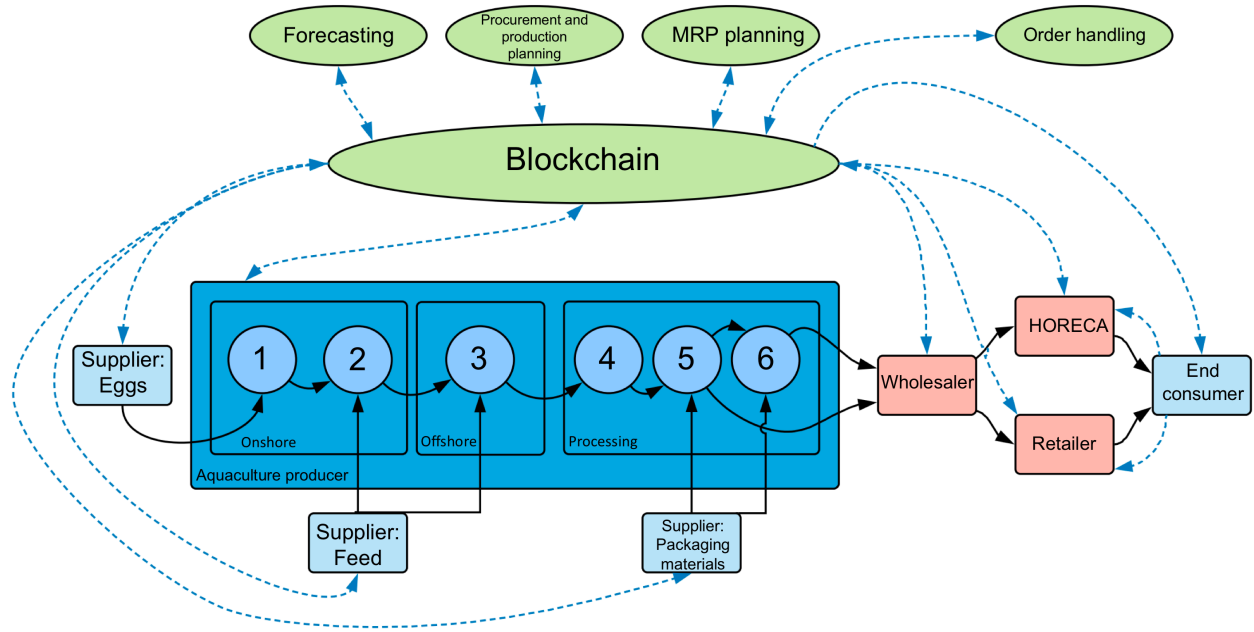 Forecasting
Procurement and
production
planning
MRP planning
Order handling
Blockchain
Supplier:
Eggs
1
2
3
4
5
6
Onshore
Offshore
Processing
Aquaculture producer
Wholesaler
HORECA
Retailer
End
consumer
Supplier:
Feed
Supplier:
Packaging
materials